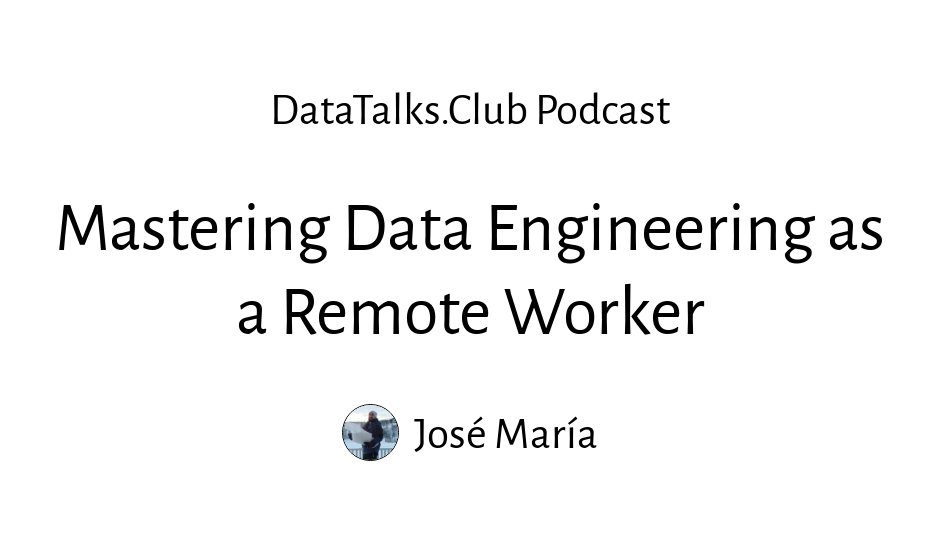 DataTalks.Club Podcast
Mastering Data Engineering as
a Remote Worker
José María